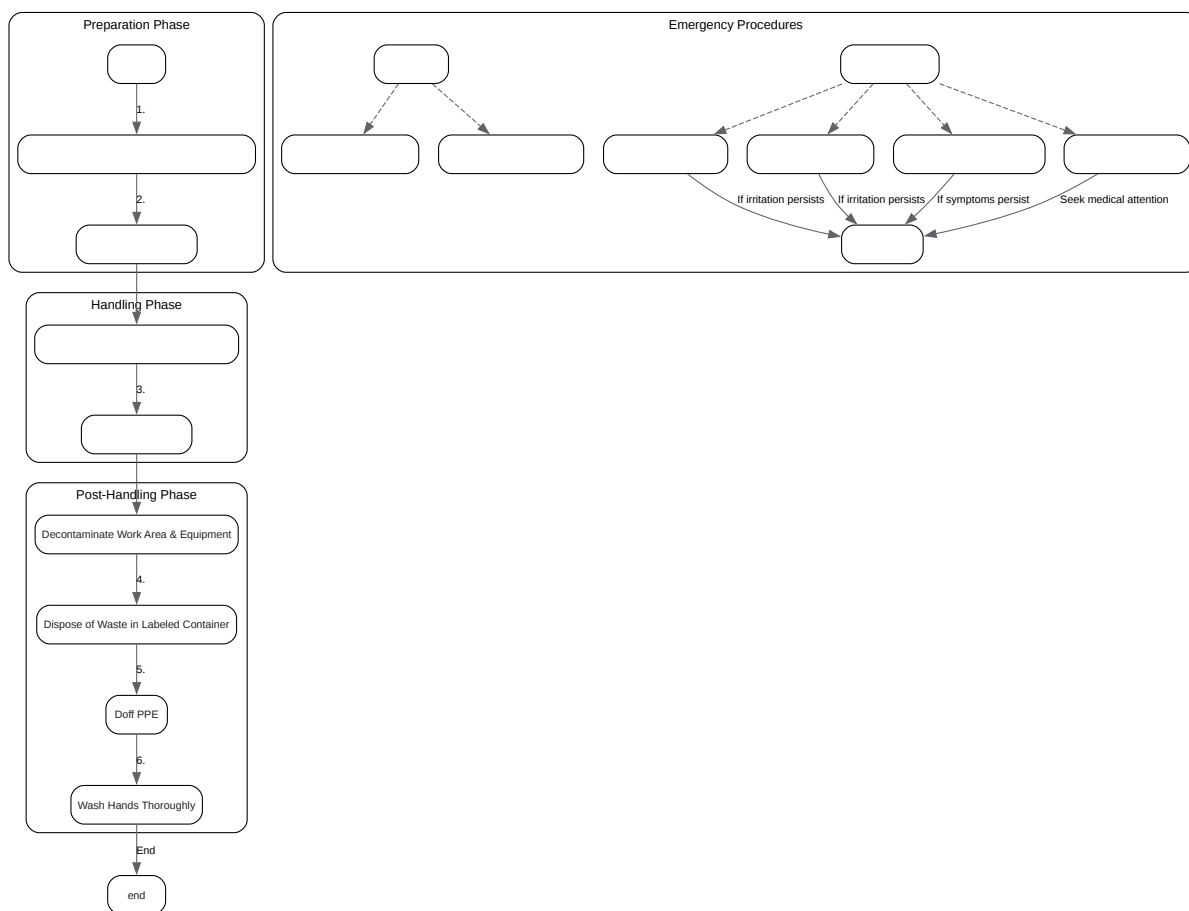 Preparation Phase
1.
2.
Emergency Procedures
If irritation persists
If irritation persists
If symptoms persist
Seek medical attention
Handling Phase
3.
Post-Handling Phase
Decontaminate Work Area & Equipment
4.
Dispose of Waste in Labeled Container
5.
Doff PPE
6.
Wash Hands Thoroughly
End
end